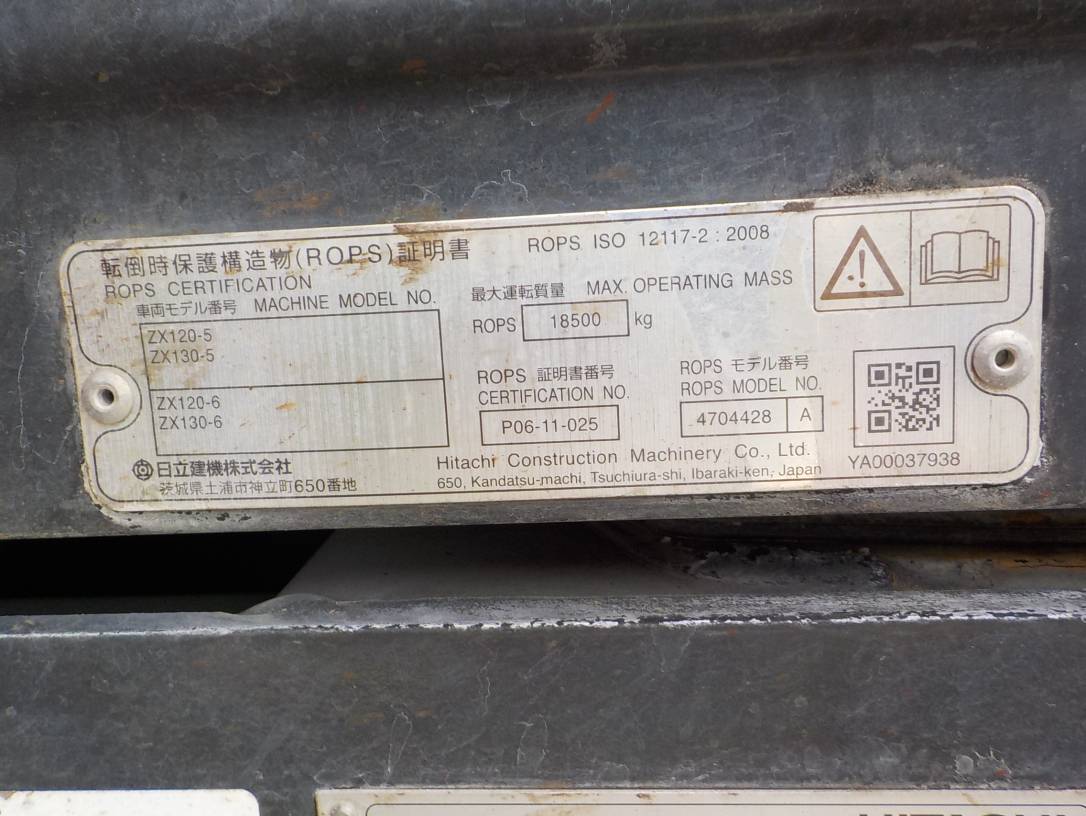 転倒時保護構造物(ROPS)証明書
ROPS CERTIFICATION
ROPS ISO 12117-2 : 2008
車両モデル番号 MACHINE MODEL NO.
ZX120-5
ZX130-5
ZX120-6
ZX130-6
最大運転質量 MAX. OPERATING MASS
ROPS 18500 kg
ROPS 証明書番号
CERTIFICATION NO.
P06-11-025
ROPS モデル番号
ROPS MODEL NO.
4704428 A
日立建機株式会社
茨城県土浦市神立町650番地
Hitachi Construction Machinery Co., Ltd.
650, Kandatsu-machi, Tsuchiura-shi, Ibaraki-ken, Japan
YA00037938
HITACHI